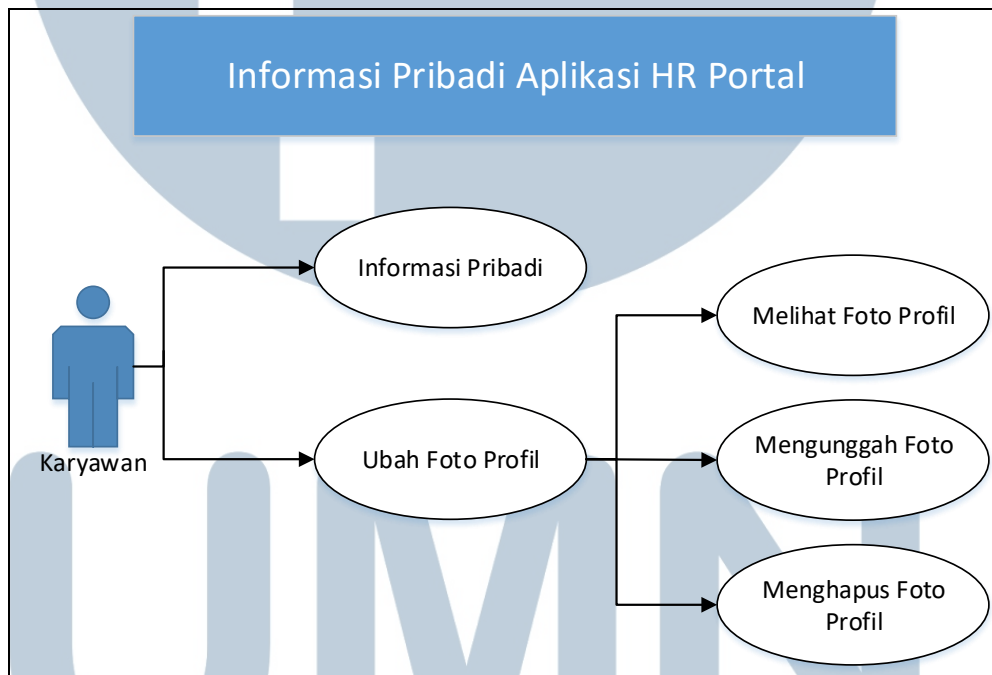 Informasi Pribadi Aplikasi HR Portal
Informasi Pribadi
Melihat Foto Profil
Karyawan
Ubah Foto Profil
Mengunggah Foto
Profil
Menghapus Foto
Profil
UMN